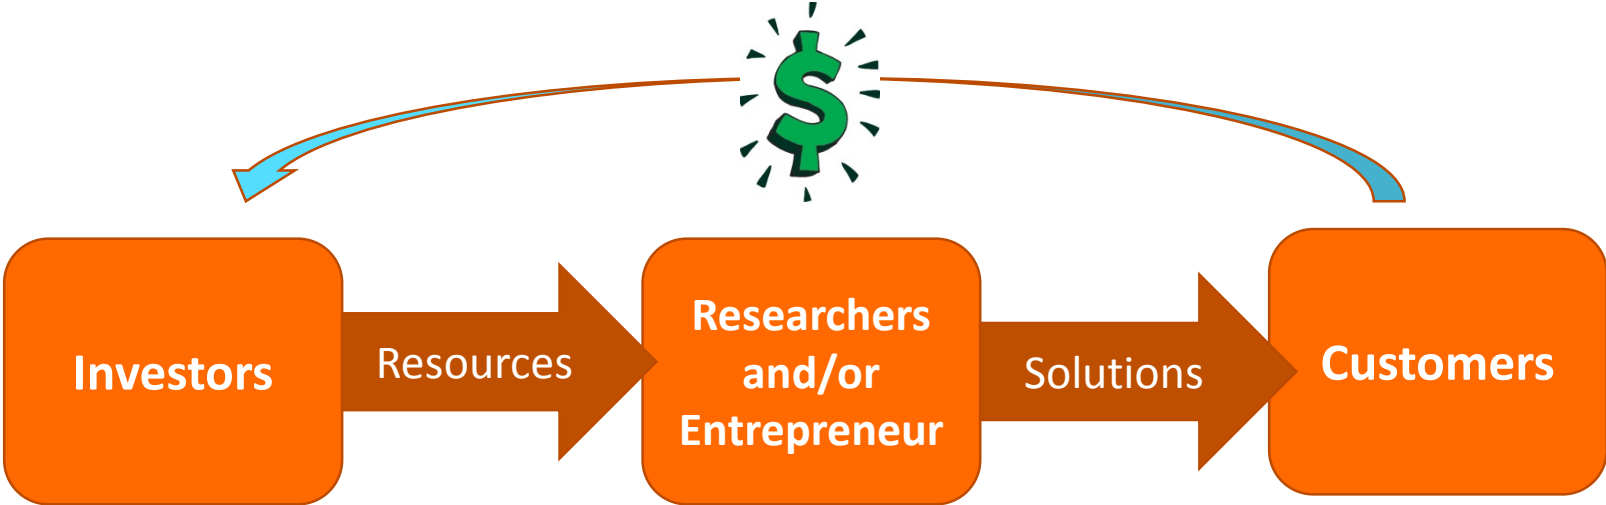 $
Investors
Resources
Researchers
and/or
Entrepreneur
Solutions
Customers